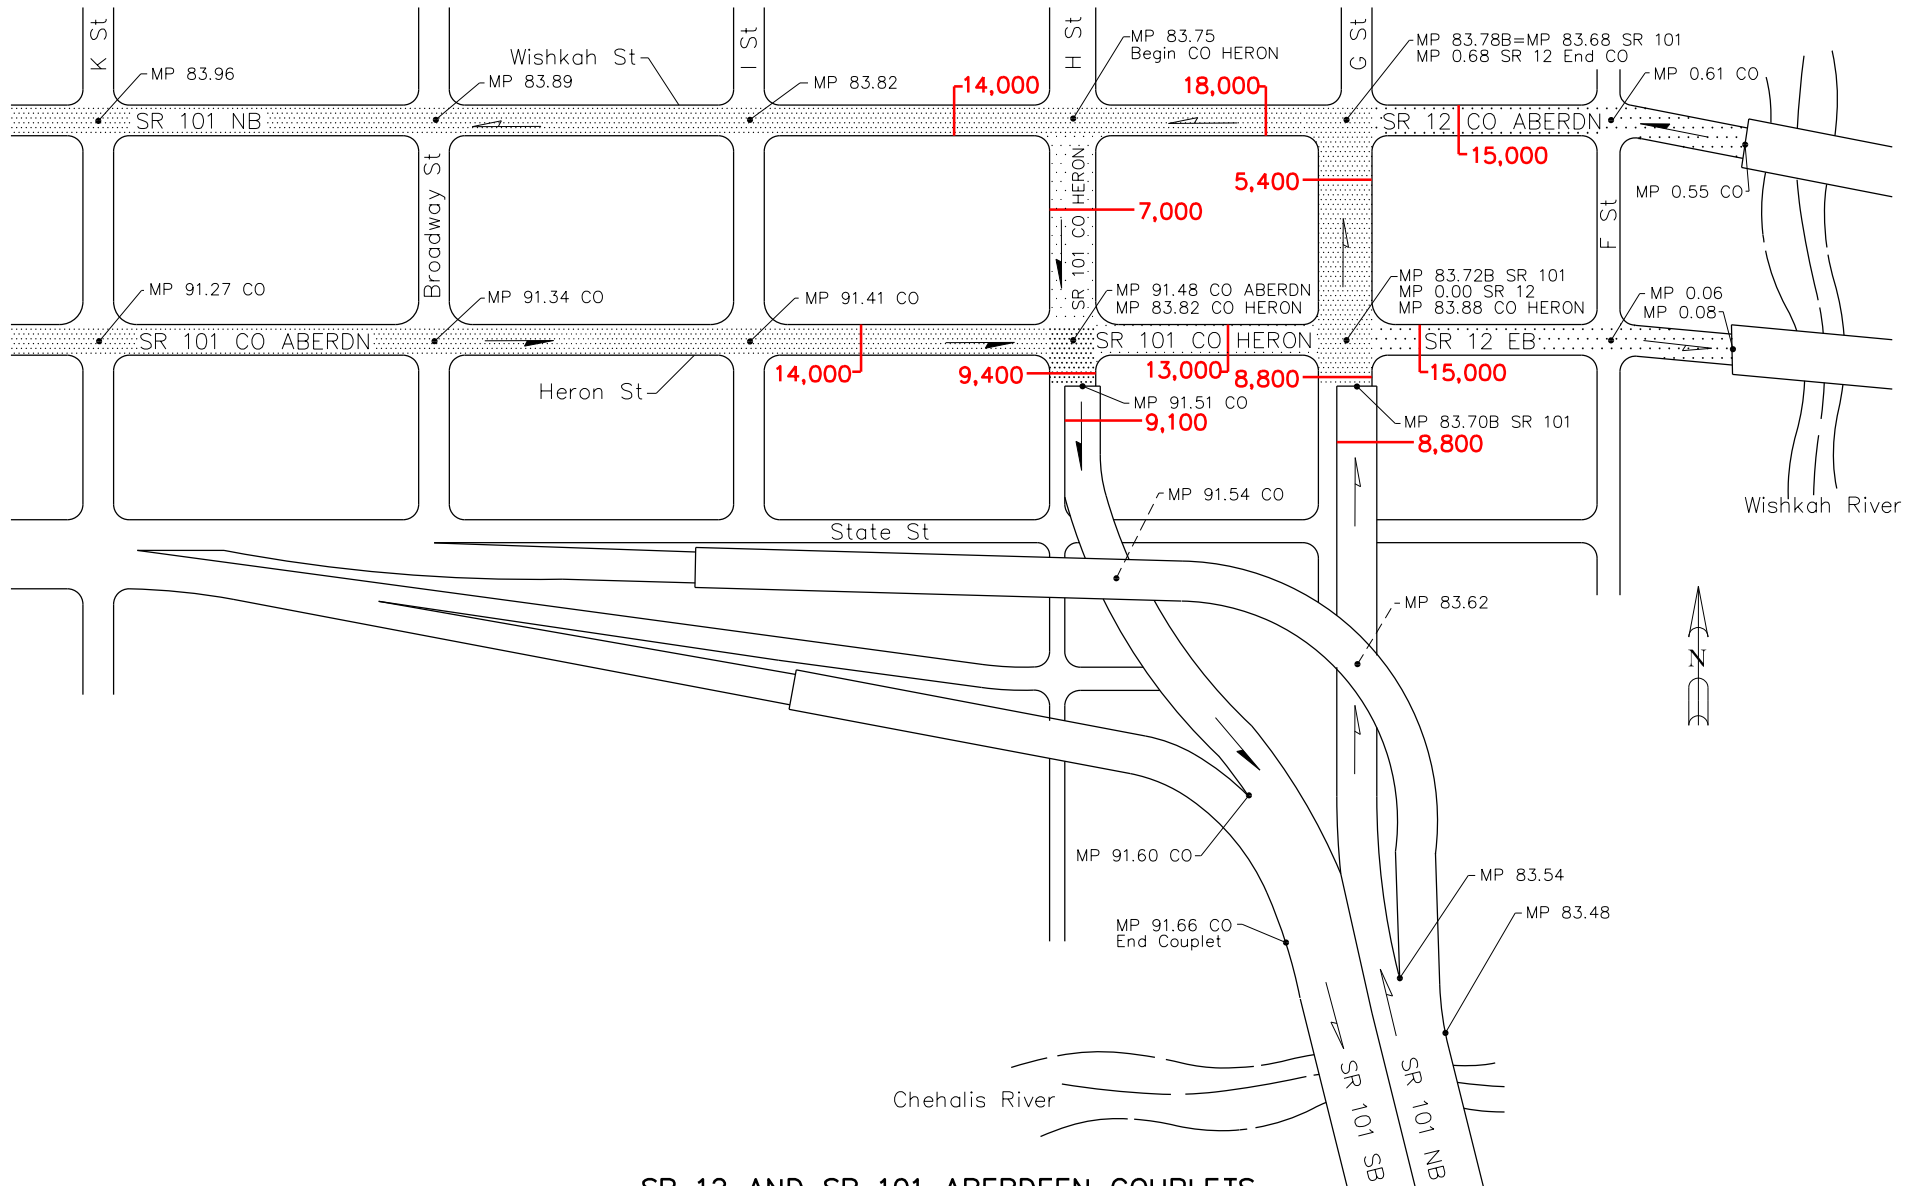 K St
Wishkah St
I St
H St
G St
MP 83.96
MP 83.89
MP 83.82
MP 83.75
Begin CO HERON
MP 83.78B=MP 83.68 SR 101
MP 0.68 SR 12 End CO
MP 0.61 CO
14,000
18,000
SR 101 NB
SR 12 CO ABERDN
15,000
5,400
MP 0.55 CO
7,000
SR 101 CO HERON
Broadway St
F St
MP 91.27 CO
MP 91.34 CO
MP 91.41 CO
MP 91.48 CO ABERDN
MP 83.82 CO HERON
MP 83.72B SR 101
MP 0.00 SR 12
MP 83.88 CO HERON
MP 0.06
MP 0.08
SR 101 CO ABERDN
SR 101 CO HERON
SR 12 EB
Heron St
14,000
9,400
13,000
8,800
15,000
MP 91.51 CO
9,100
MP 83.70B SR 101
8,800
MP 91.54 CO
Wishkah River
State St
MP 83.62
N
MP 91.60 CO
MP 83.54
MP 83.48
MP 91.66 CO
End Couplet
Chehalis River
SR 101 SB
SR 101 NB
SR 12 AND SR 101 ABERDEEN COUPLETS